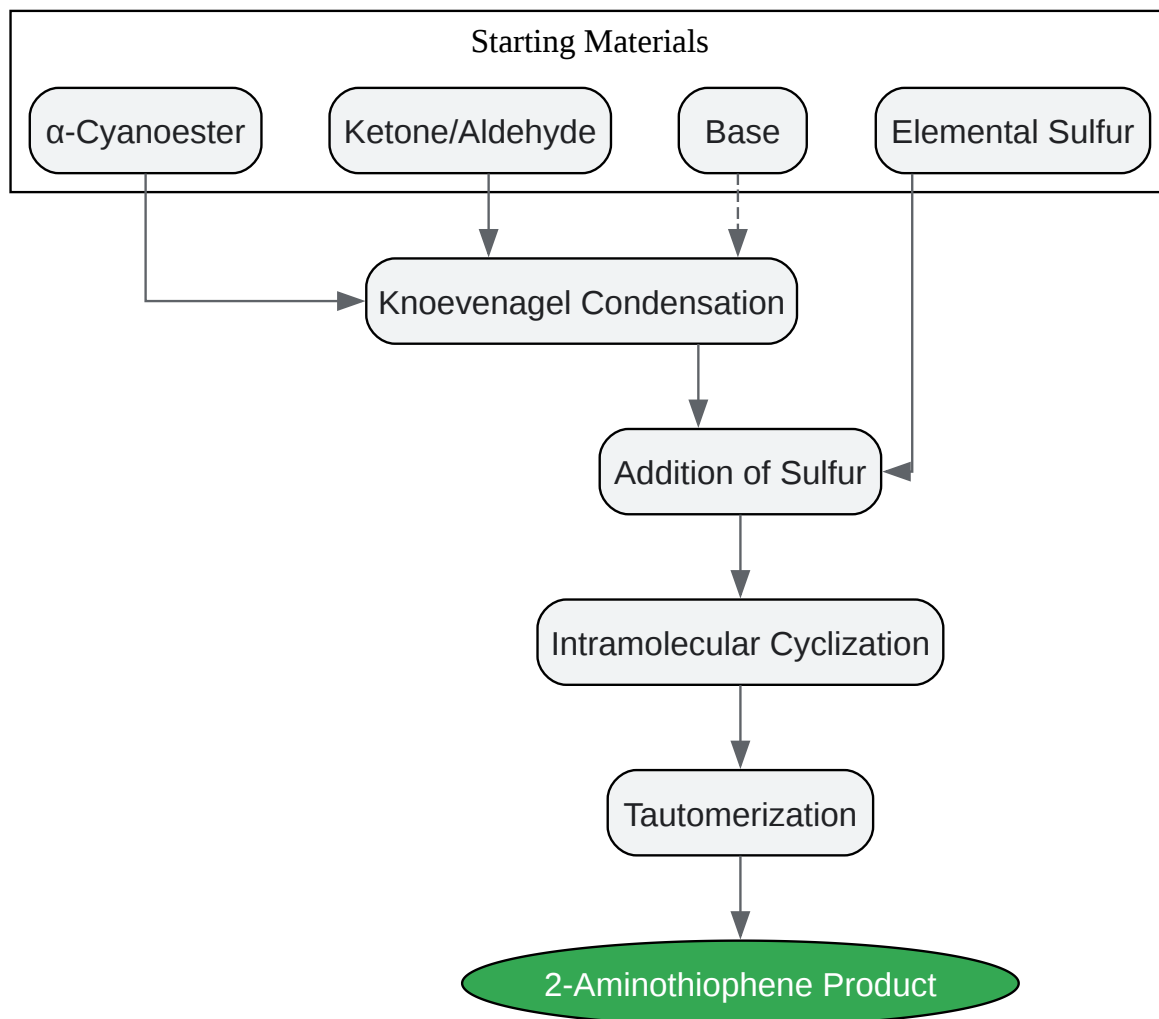 Starting Materials
α-Cyanoester
Ketone/Aldehyde
Base
Elemental Sulfur
Knoevenagel Condensation
Addition of Sulfur
Intramolecular Cyclization
Tautomerization
2-Aminothiophene Product